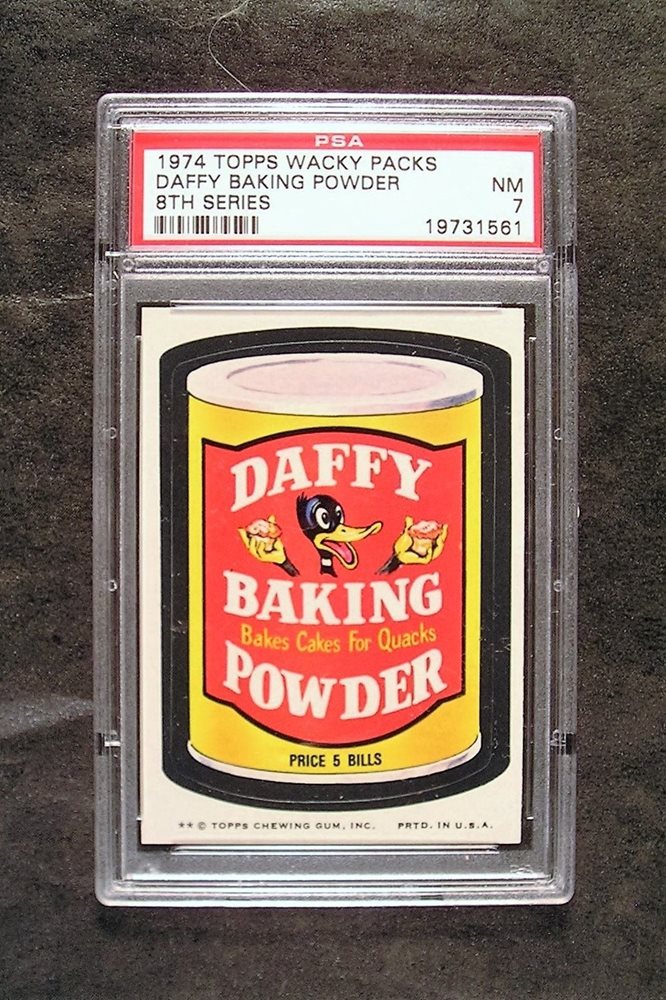 PSA
1974 TOPPS WACKY PACKS
DAFFY BAKING POWDER NM
8TH SERIES 7
19731561
DAFFY
BAKING
Bakes Cakes For Quacks
POWDER
PRICE 5 BILLS
** © TOPPS CHEWING GUM, INC. PRTD. IN U.S.A.